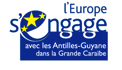 l'Europe
s'engage
avec les Antilles-Guyane
dans la Grande Caraïbe